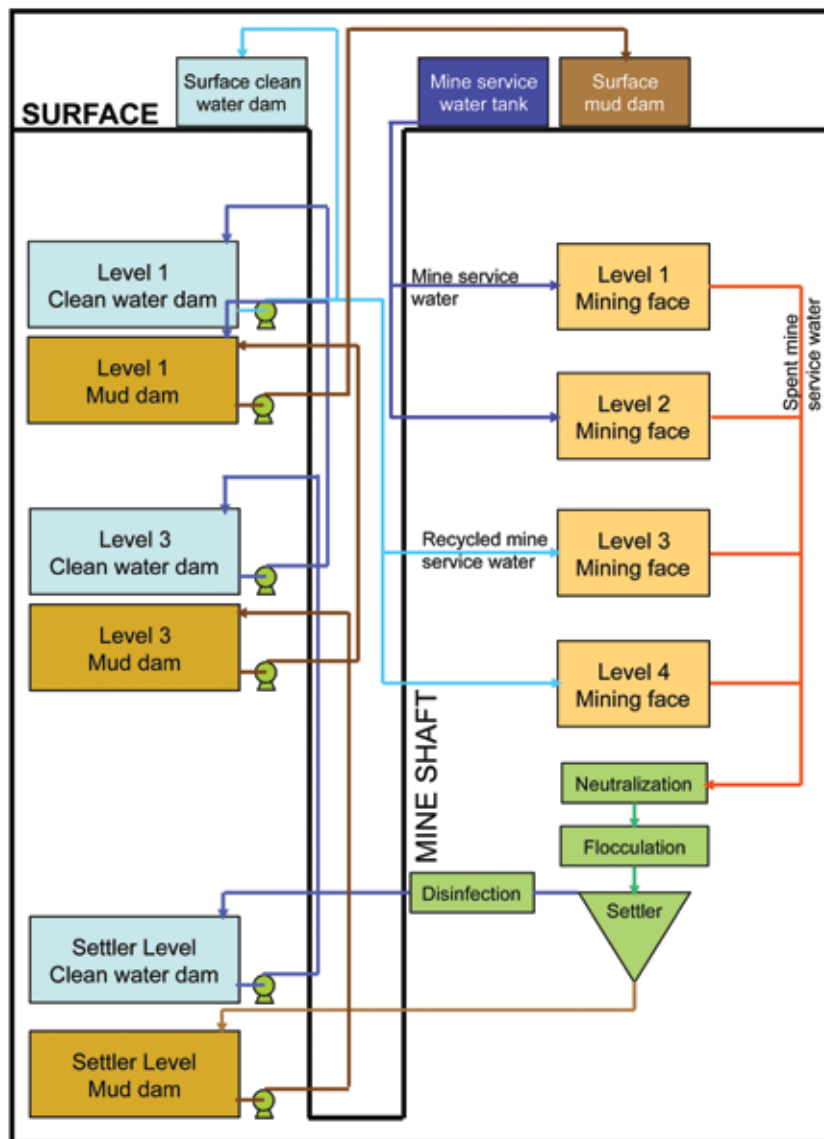 Surface clean
water dam
Mine service
water tank
Surface
mud dam
SURFACE
Level 1
Clean water dam
Mine service
water
Level 1
Mining face
Spent mine
service water
Level 1
Mud dam
Level 2
Mining face
Level 3
Clean water dam
Recycled mine
service water
Level 3
Mining face
Level 3
Mud dam
Level 4
Mining face
MINE SHAFT
Neutralization
Flocculation
Disinfection
Settler
Settler Level
Clean water dam
Settler Level
Mud dam